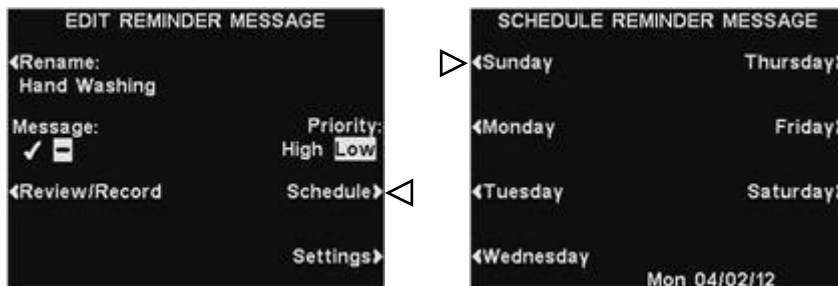 EDIT REMINDER MESSAGE
Rename:
Hand Washing
Message: Priority:
✓ – High Low
Review/Record Schedule
Settings
SCHEDULE REMINDER MESSAGE
Sunday Thursday
Monday Friday
Tuesday Saturday
Wednesday
Mon 04/02/12